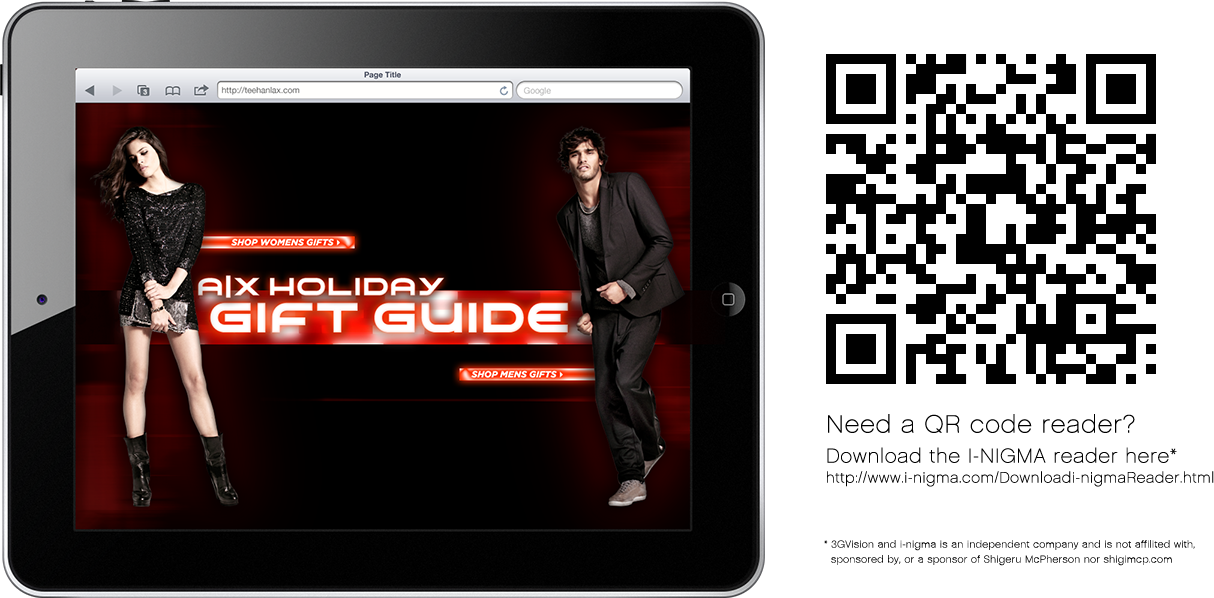 Page Title
http://teehanlax.com
Google
SHOP WOMENS GIFTS
A|X HOLIDAY
GIFT GUIDE
SHOP MENS GIFTS
Need a QR code reader?
Download the I-NIGMA reader here*
http://www.i-nigma.com/Downloadi-nigmaReader.html
* 3GVision and i-nigma is an independent company and is not affilited with,
sponsored by, or a sponsor of Shigeru McPherson nor shigimcp.com